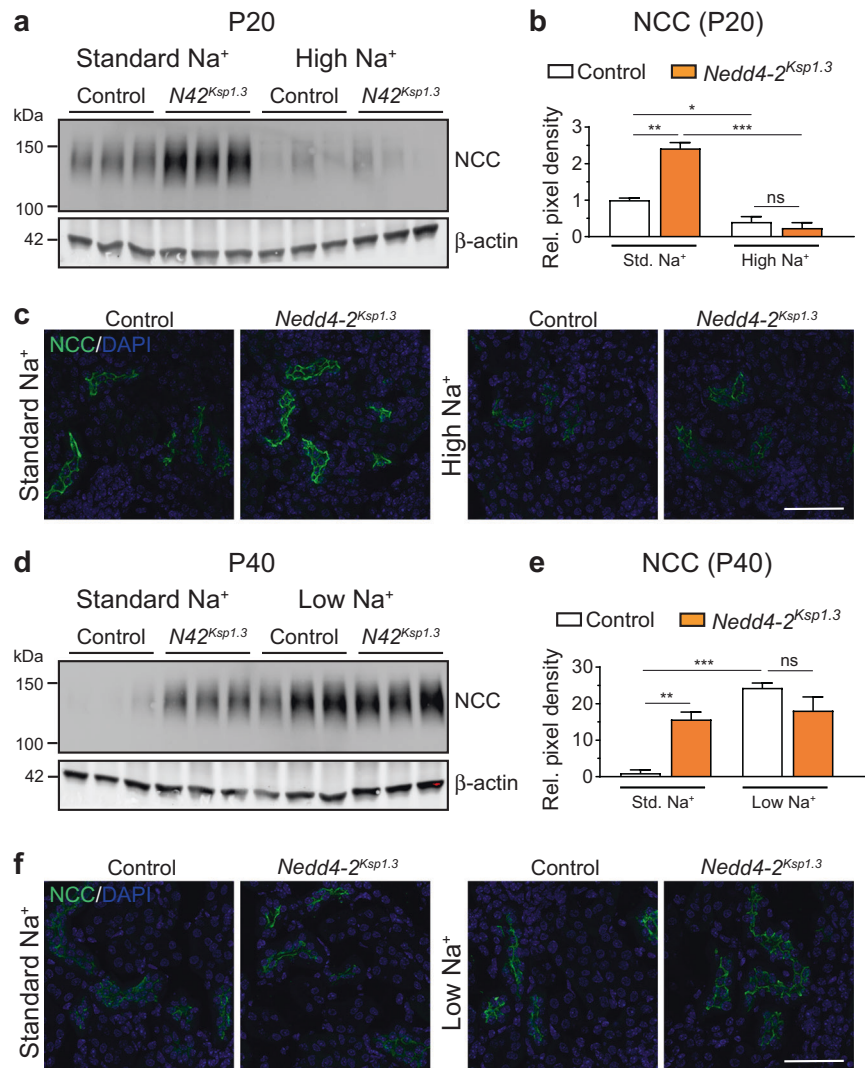 a
P20
Standard Na⁺ High Na⁺
Control N42Ksp1.3 Control N42Ksp1.3
kDa
150
NCC
100
42
β-actin
b
NCC (P20)
Control Nedd4-2Ksp1.3
Rel. pixel density
3
2
1
0
*
** ***
ns
Std. Na⁺ High Na⁺
c
Control Nedd4-2Ksp1.3 Control Nedd4-2Ksp1.3
NCC/DAPI
Standard Na⁺
High Na⁺
d
P40
Standard Na⁺ Low Na⁺
Control N42Ksp1.3 Control N42Ksp1.3
kDa
150
NCC
100
42
β-actin
e
NCC (P40)
Control Nedd4-2Ksp1.3
Rel. pixel density
30
20
10
0
*** ns
**
Std. Na⁺ Low Na⁺
f
Control Nedd4-2Ksp1.3 Control Nedd4-2Ksp1.3
NCC/DAPI
Standard Na⁺
Low Na⁺